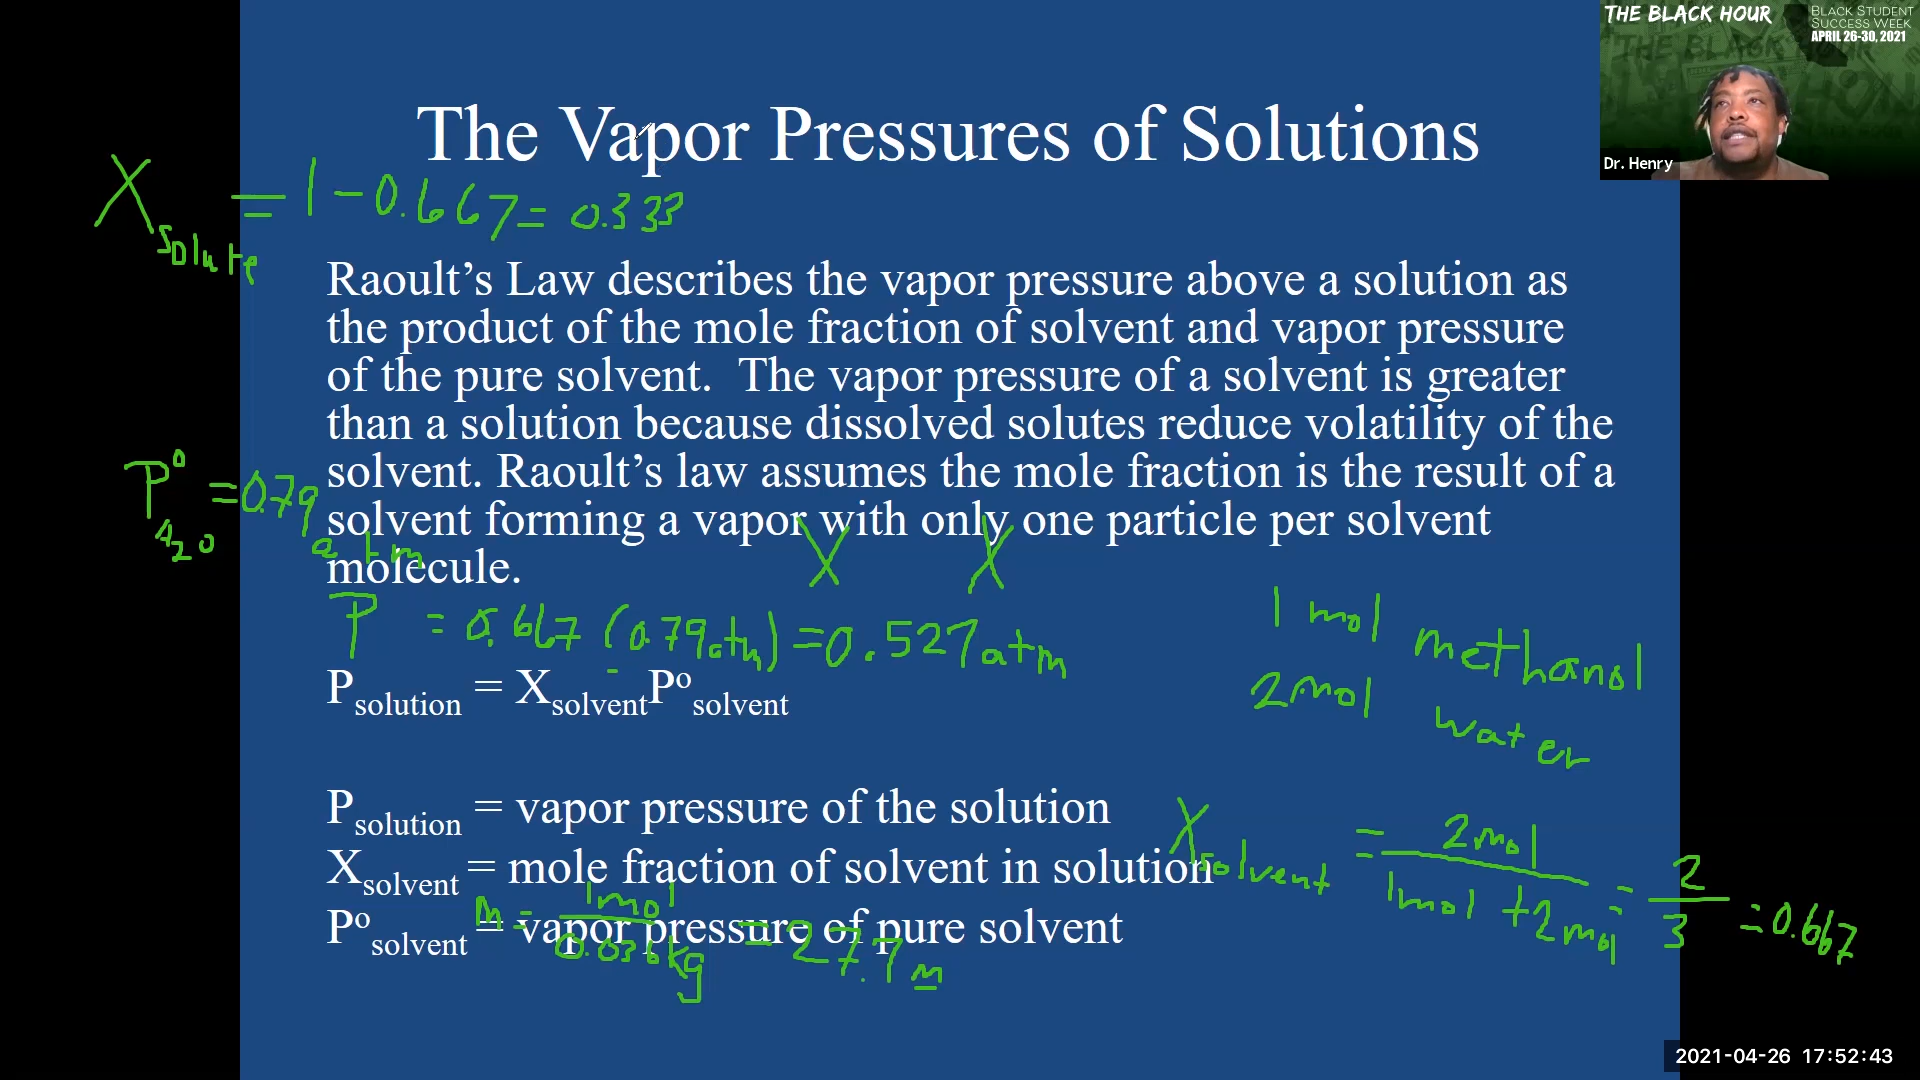 THE BLACK HOUR
BLACK STUDENT
SUCCESS WEEK
APRIL 26-30, 2021
Dr. Henry
The Vapor Pressures of Solutions
X solute = 1 - 0.667 = 0.333
Raoult’s Law describes the vapor pressure above a solution as
the product of the mole fraction of solvent and vapor pressure
of the pure solvent. The vapor pressure of a solvent is greater
than a solution because dissolved solutes reduce volatility of the
solvent. Raoult’s law assumes the mole fraction is the result of a
solvent forming a vapor with only one particle per solvent
molecule.
P° H2O = 0.79 atm
X X
P = 0.667 (0.79 atm) = 0.527 atm
1 mol methanol
2 mol water
Psolution = XsolventPosolvent
Psolution = vapor pressure of the solution
Xsolvent = mole fraction of solvent in solution
Posolvent = vapor pressure of pure solvent
X solvent = 2 mol / 1 mol + 2 mol = 2 / 3 = 0.667
m = 1 mol / 0.036 kg = 27.7 m
2021-04-26 17:52:43